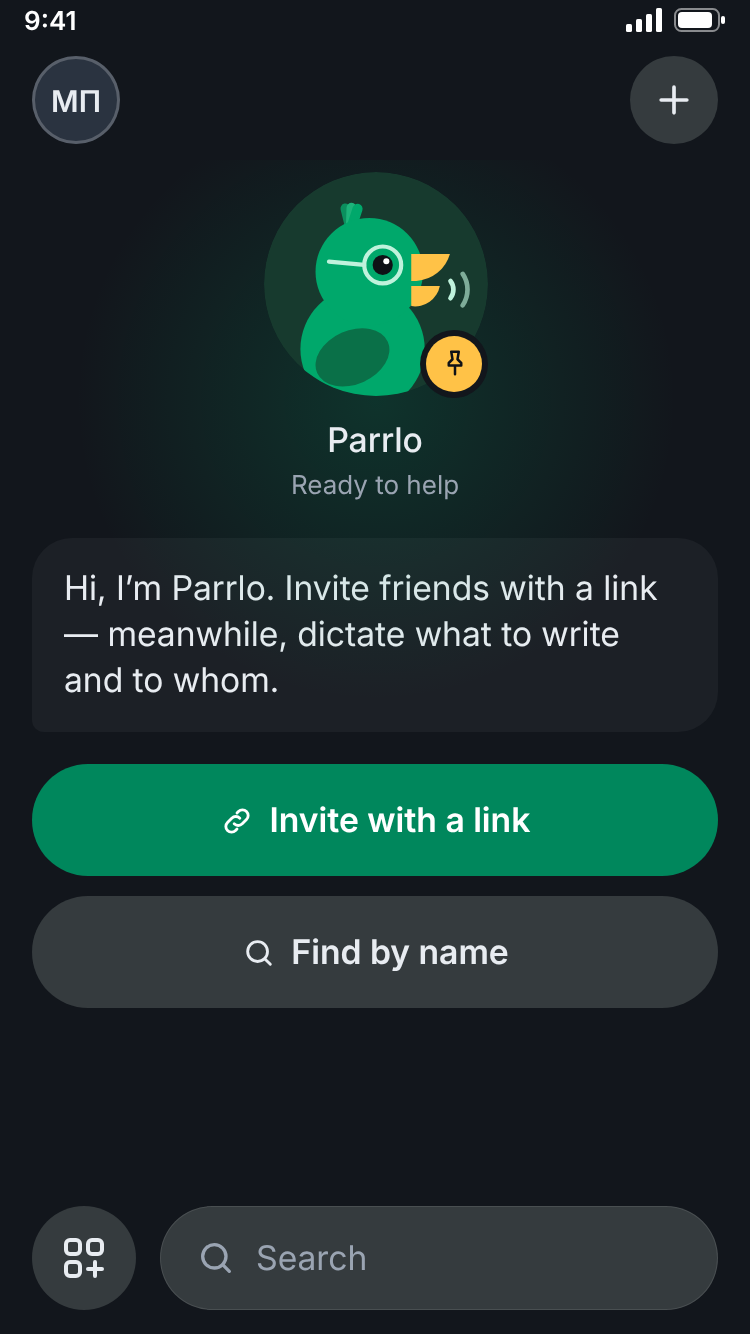 9:41
МП
Parrlo
Ready to help
Hi, I’m Parrlo. Invite friends with a link
— meanwhile, dictate what to write
and to whom.
Invite with a link
Find by name
Search